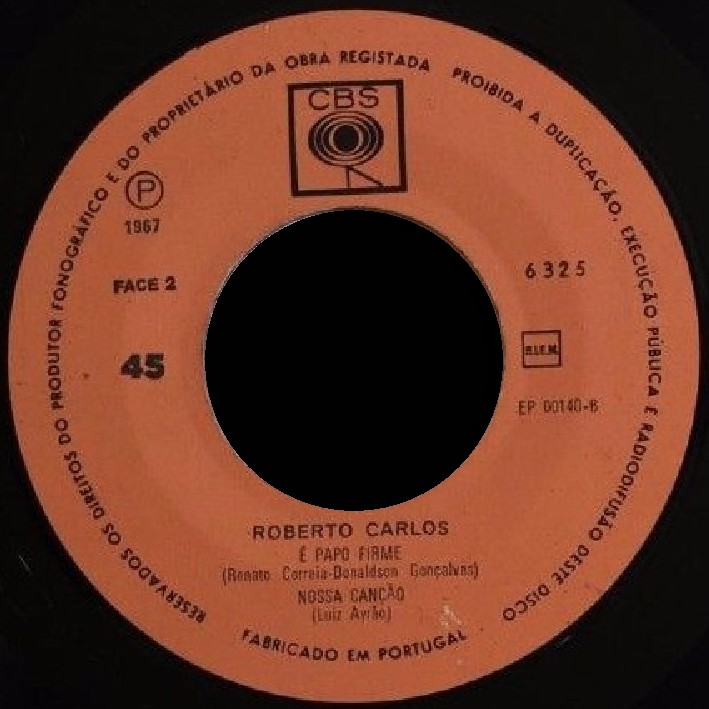 RESERVADOS OS DIREITOS DO PRODUTOR FONOGRÁFICO E DO PROPRIETÁRIO DA OBRA REGISTADA PROIBIDA A DUPLICAÇÃO, EXECUÇÃO PÚBLICA E RADIODIFUSÃO DESTE DISCO
CBS
P
1967
FACE 2
6325
45
B.I.E.M.
EP 00140-B
ROBERTO CARLOS
É PAPO FIRME
(Renato Correia-Donaldson Gonçalves)
NOSSA CANÇÃO
(Luiz Ayrão)
FABRICADO EM PORTUGAL